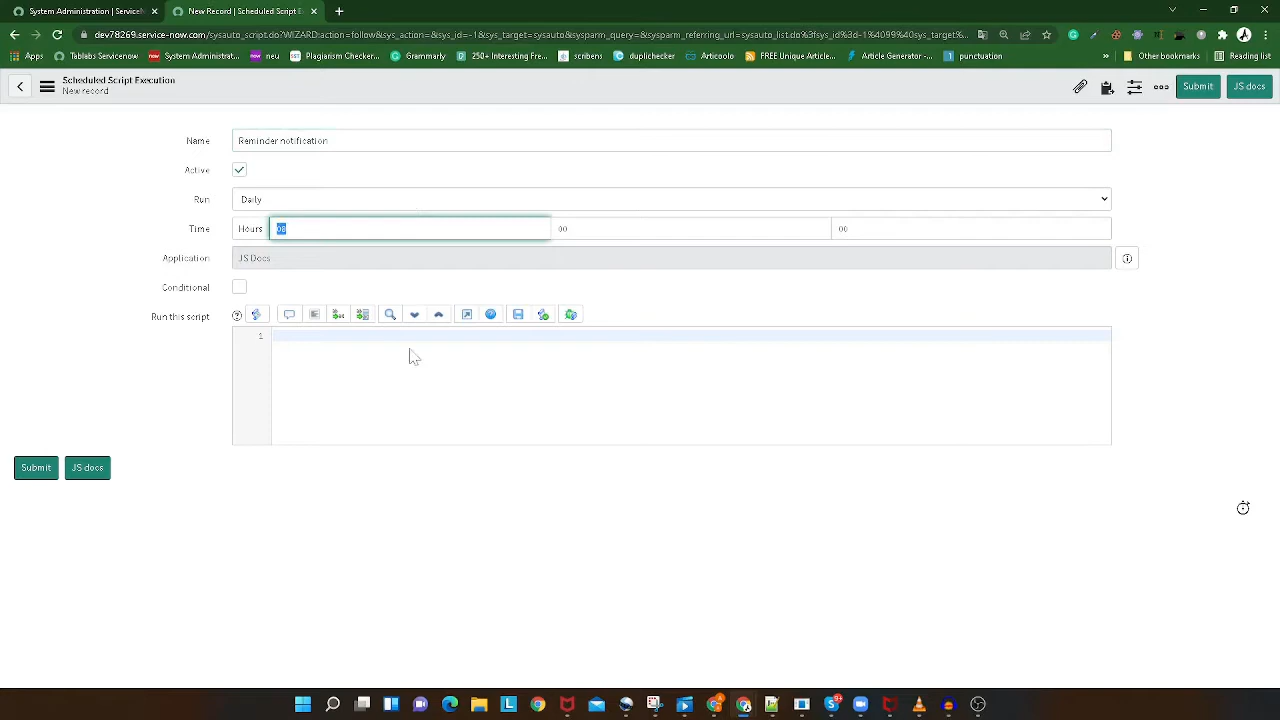 System Administration | Service
New Record | Scheduled Script E
dev78269.service-now.com/sysauto_script.do?WIZARD:action=follow&sys_action=&sys_id=-1&sys_target=sysauto&sysparm_query=&sysparm_referring_url=sysauto_list.do%3fsys_id%3d-1%4099%40sys_target%...
Apps
Tablabs Servicenow
System Administrat...
neu
Plagiarism Checker...
Grammarly
250+ Interesting Fre...
scribens
duplichecker
Articoolo
FREE Unique Articl...
Article Generator -...
punctuation
»
Other bookmarks
Reading list
Scheduled Script Execution
New record
Submit
JS docs
Name
Reminder notification
Active
Run
Daily
Time
Hours
08
00
00
Application
JS Docs
Conditional
Run this script
1
Submit
JS docs